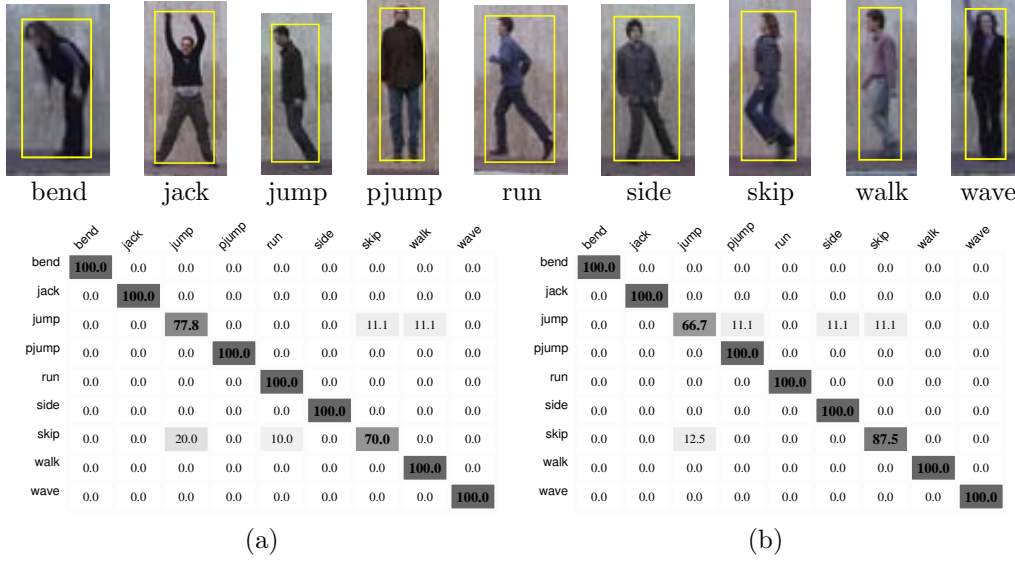 bend jack jump pjump run side skip walk wave
bend jack jump pjump run side skip walk wave
bend 100.0 0.0 0.0 0.0 0.0 0.0 0.0 0.0 0.0
jack 0.0 100.0 0.0 0.0 0.0 0.0 0.0 0.0 0.0
jump 0.0 0.0 77.8 0.0 0.0 0.0 11.1 11.1 0.0
pjump 0.0 0.0 0.0 100.0 0.0 0.0 0.0 0.0 0.0
run 0.0 0.0 0.0 0.0 100.0 0.0 0.0 0.0 0.0
side 0.0 0.0 0.0 0.0 0.0 100.0 0.0 0.0 0.0
skip 0.0 0.0 20.0 0.0 10.0 0.0 70.0 0.0 0.0
walk 0.0 0.0 0.0 0.0 0.0 0.0 0.0 100.0 0.0
wave 0.0 0.0 0.0 0.0 0.0 0.0 0.0 0.0 100.0
(a)
bend jack jump pjump run side skip walk wave
bend 100.0 0.0 0.0 0.0 0.0 0.0 0.0 0.0 0.0
jack 0.0 100.0 0.0 0.0 0.0 0.0 0.0 0.0 0.0
jump 0.0 0.0 66.7 11.1 0.0 11.1 11.1 0.0 0.0
pjump 0.0 0.0 0.0 100.0 0.0 0.0 0.0 0.0 0.0
run 0.0 0.0 0.0 0.0 100.0 0.0 0.0 0.0 0.0
side 0.0 0.0 0.0 0.0 0.0 100.0 0.0 0.0 0.0
skip 0.0 0.0 12.5 0.0 0.0 0.0 87.5 0.0 0.0
walk 0.0 0.0 0.0 0.0 0.0 0.0 0.0 100.0 0.0
wave 0.0 0.0 0.0 0.0 0.0 0.0 0.0 0.0 100.0
(b)